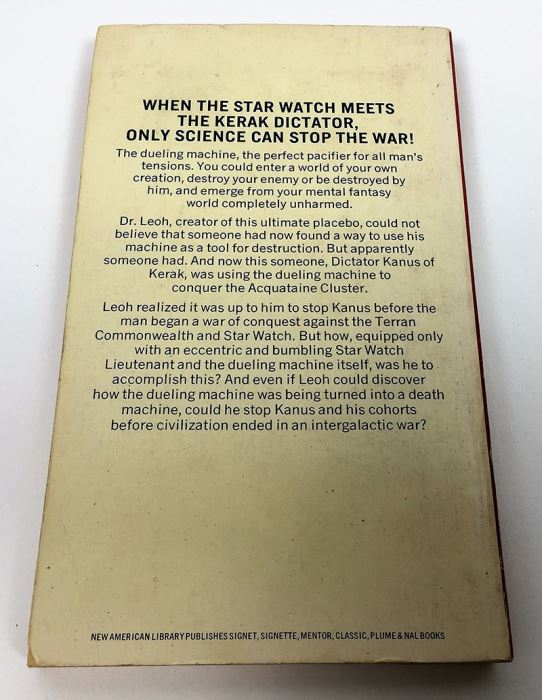 WHEN THE STAR WATCH MEETS
THE KERAK DICTATOR,
ONLY SCIENCE CAN STOP THE WAR!
The dueling machine, the perfect pacifier for all man's
tensions. You could enter a world of your own
creation, destroy your enemy or be destroyed by
him, and emerge from your mental fantasy
world completely unharmed.
Dr. Leoh, creator of this ultimate placebo, could not
believe that someone had now found a way to use his
machine as a tool for destruction. But apparently
someone had. And now this someone, Dictator Kanus of
Kerak, was using the dueling machine to
conquer the Acquataine Cluster.
Leoh realized it was up to him to stop Kanus before the
man began a war of conquest against the Terran
Commonwealth and Star Watch. But how, equipped only
with an eccentric and bumbling Star Watch
Lieutenant and the dueling machine itself, was he to
accomplish this? And even if Leoh could discover
how the dueling machine was being turned into a death
machine, could he stop Kanus and his cohorts
before civilization ended in an intergalactic war?
NEW AMERICAN LIBRARY PUBLISHES SIGNET, SIGNETTE, MENTOR, CLASSIC, PLUME & NAL BOOKS